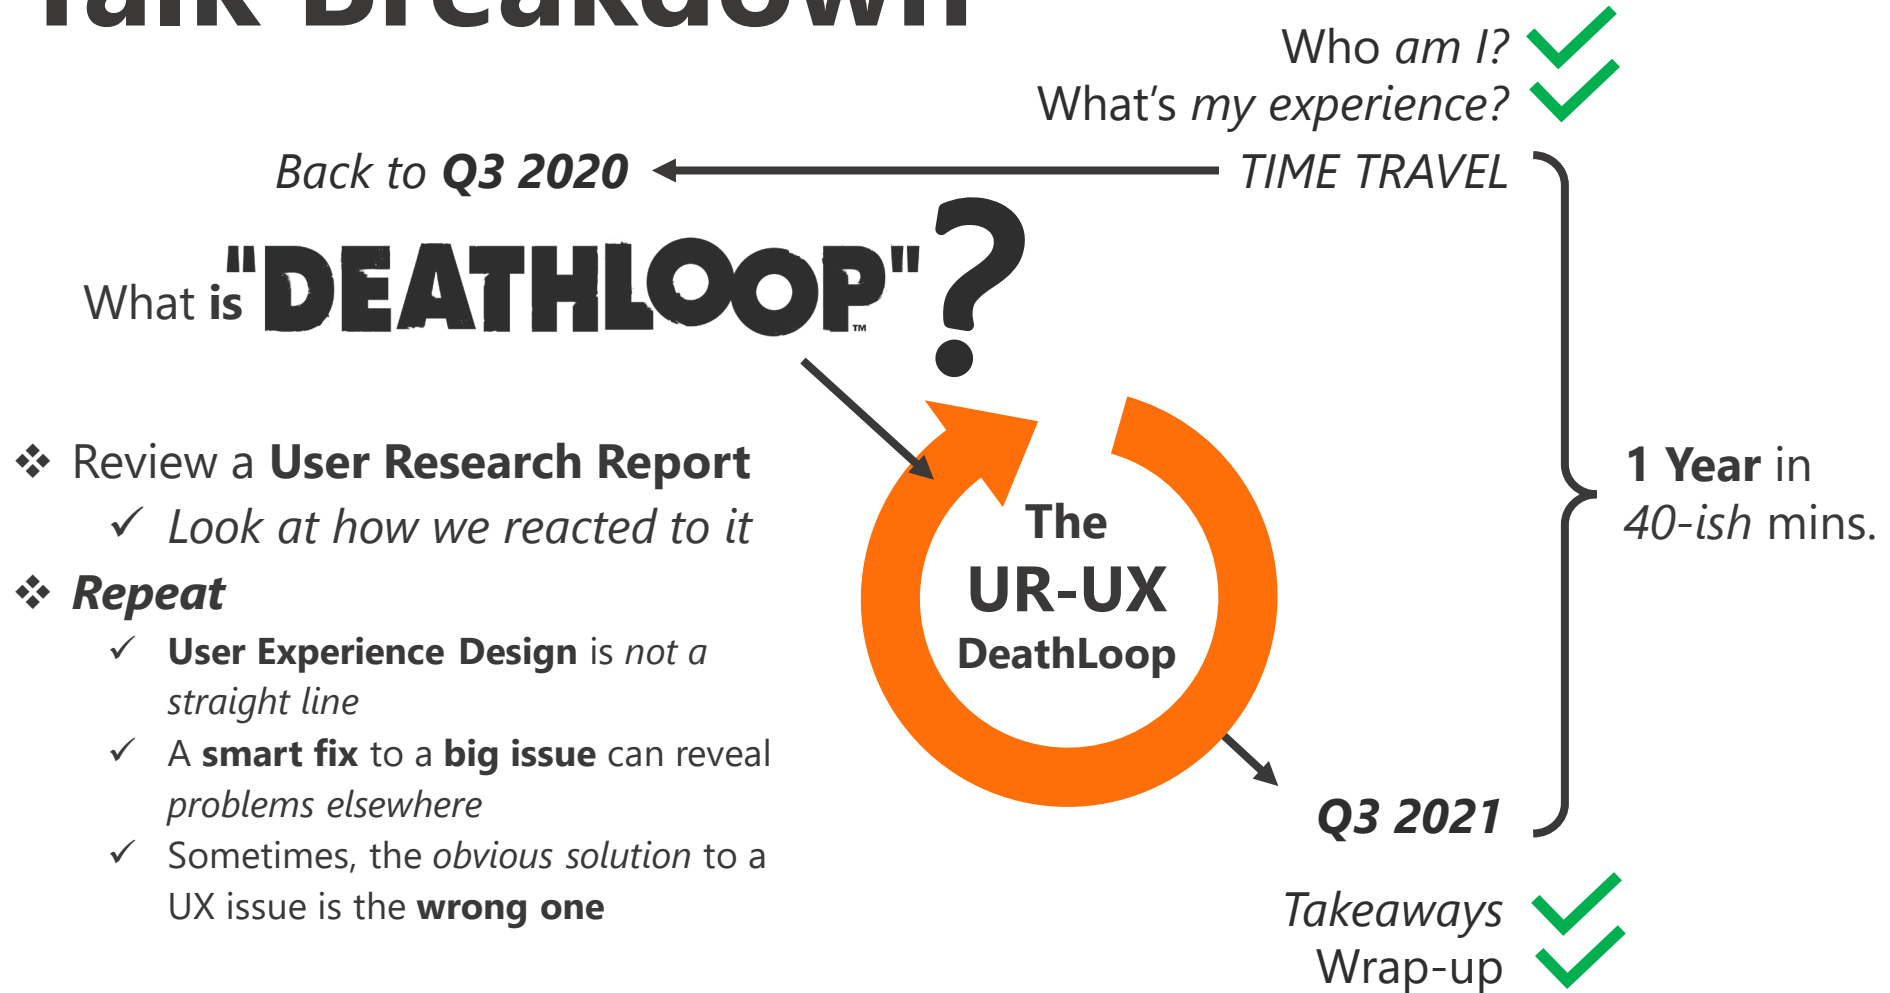 Talk Breakdown
Who am I?
What's my experience?
TIME TRAVEL
Back to Q3 2020
What is "DEATHLOOP"?
TM
Review a User Research Report
Look at how we reacted to it
Repeat
User Experience Design is not a
straight line
A smart fix to a big issue can reveal
problems elsewhere
Sometimes, the obvious solution to a
UX issue is the wrong one
The
UR-UX
DeathLoop
1 Year in
40-ish mins.
Q3 2021
Takeaways
Wrap-up